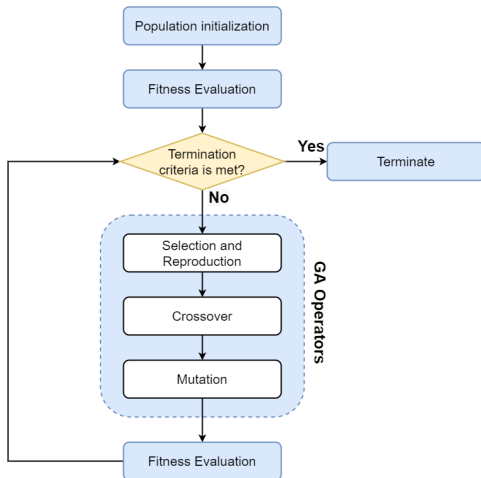 Population initialization
Fitness Evaluation
Termination
criteria is met?
Yes
Terminate
No
Selection and
Reproduction
Crossover
Mutation
GA Operators
Fitness Evaluation